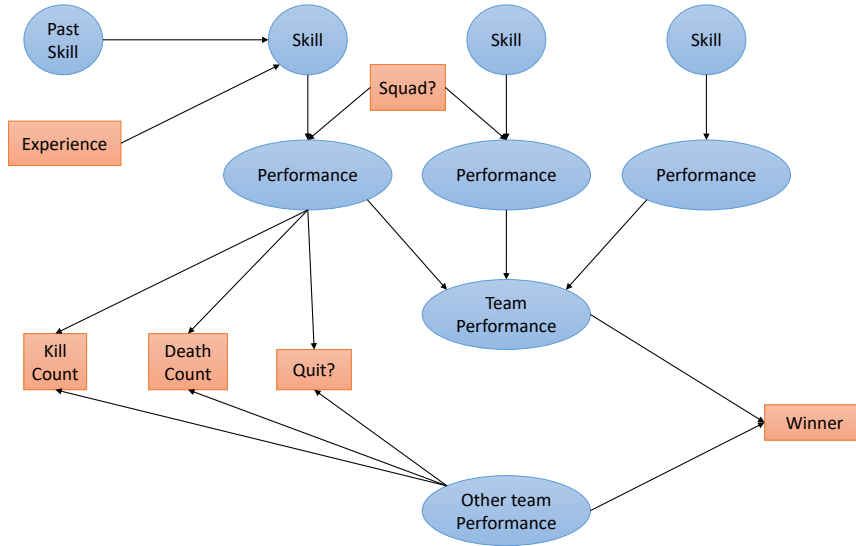 Past
Skill
Skill
Skill
Skill
Squad?
Experience
Performance
Performance
Performance
Team
Performance
Kill
Count
Death
Count
Quit?
Winner
Other team
Performance